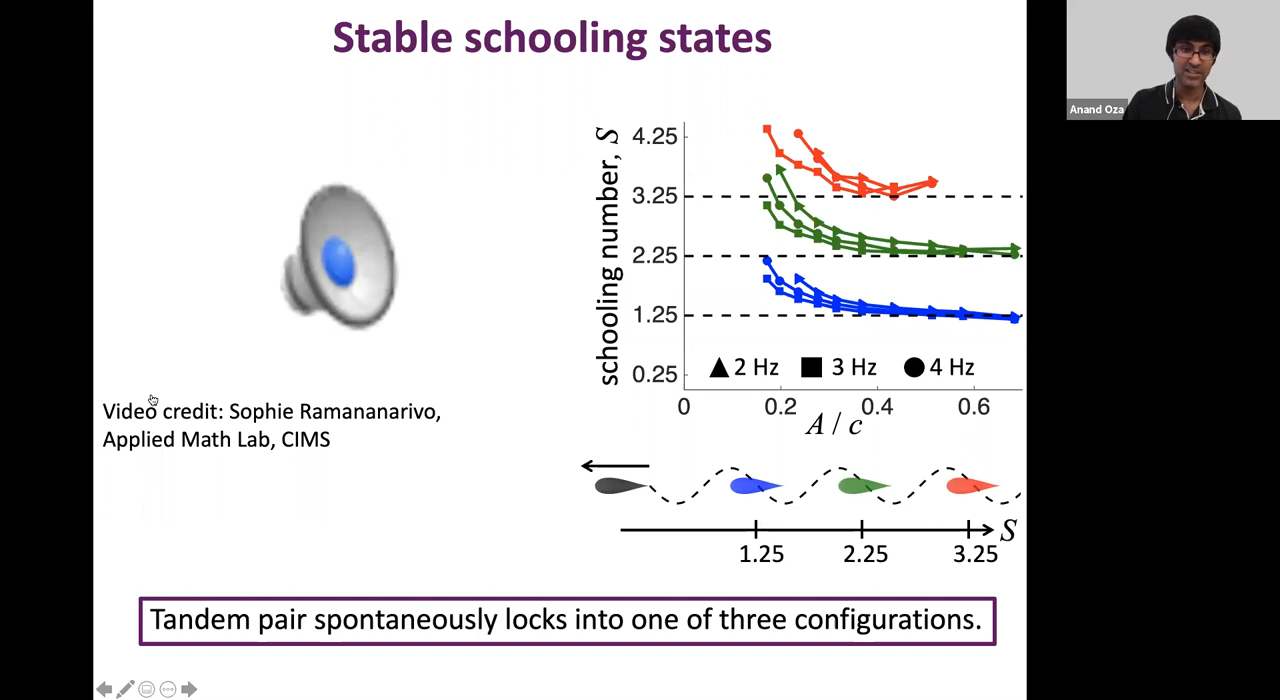 Stable schooling states
Anand Oza
schooling number, S
4.25
3.25
2.25
1.25
0.25
2 Hz
3 Hz
4 Hz
0
0.2
0.4
0.6
A / c
Video credit: Sophie Ramananarivo,
Applied Math Lab, CIMS
S
1.25
2.25
3.25
Tandem pair spontaneously locks into one of three configurations.